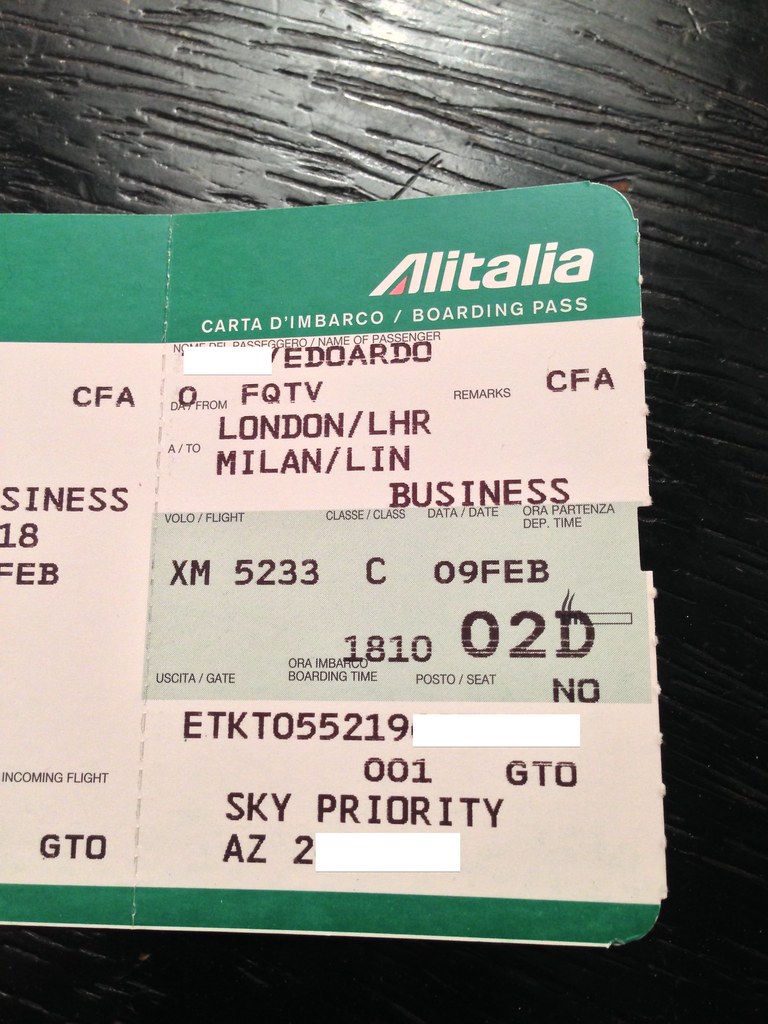 Alitalia
CARTA D'IMBARCO / BOARDING PASS
NOME DEL PASSEGGERO / NAME OF PASSENGER
/EDOARDO
CFA
O FQTV
REMARKS
CFA
DA / FROM
LONDON/LHR
A / TO
MILAN/LIN
SINESS
BUSINESS
VOLO / FLIGHT
CLASSE / CLASS
DATA / DATE
ORA PARTENZA
DEP. TIME
18
FEB
XM 5233 C 09FEB
1810 02D
ORA IMBARCO
BOARDING TIME
USCITA / GATE
POSTO / SEAT
NO
ETKT055219
001 GTO
INCOMING FLIGHT
SKY PRIORITY
GTO
AZ 2